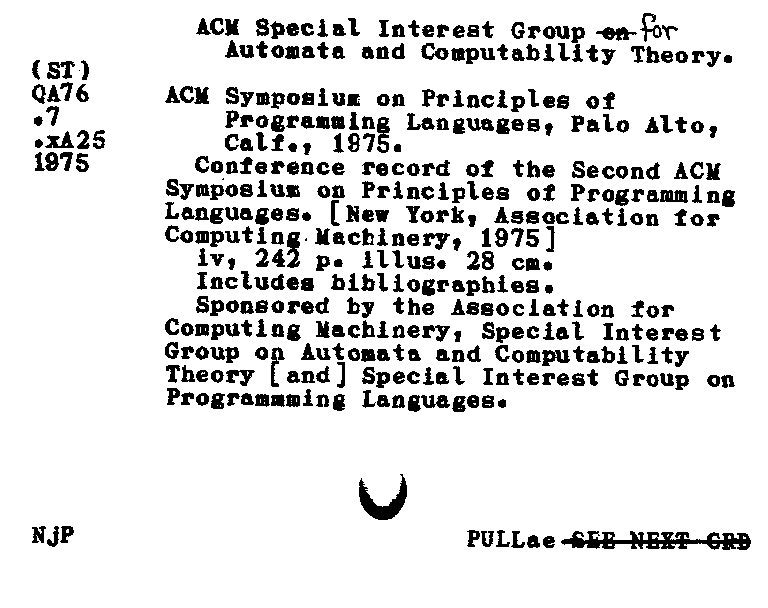 ACM Special Interest Group on for
Automata and Computability Theory.
(ST)
QA76
.7
.xA25
1975
ACM Symposium on Principles of
Programming Languages, Palo Alto,
Calf., 1975.
Conference record of the Second ACM
Symposium on Principles of Programming
Languages. [New York, Association for
Computing Machinery, 1975]
iv, 242 p. illus. 28 cm.
Includes bibliographies.
Sponsored by the Association for
Computing Machinery, Special Interest
Group on Automata and Computability
Theory [and] Special Interest Group on
Programmming Languages.
NjP
PULLae SEE NEXT CRD